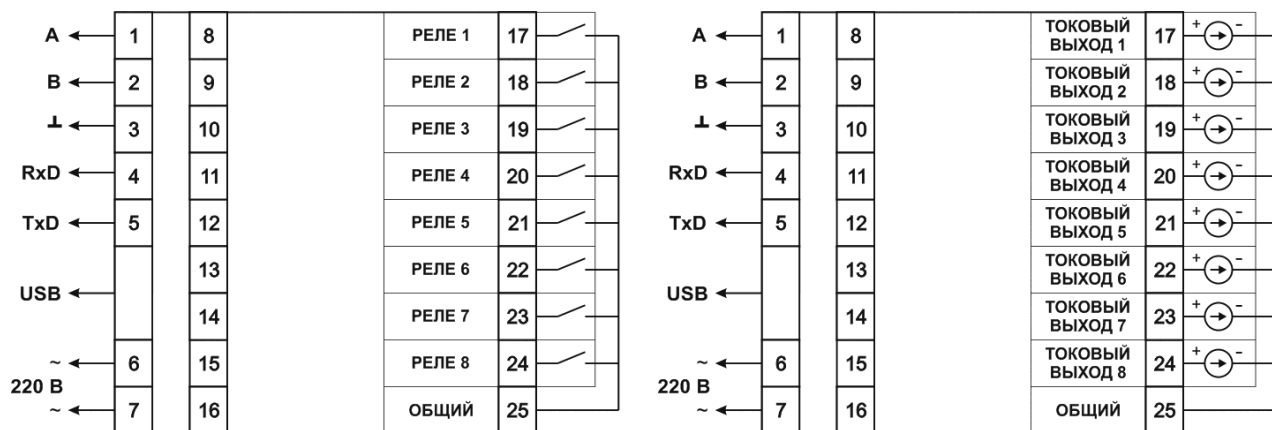 A 1 8 РЕЛЕ 1 17
B 2 9 РЕЛЕ 2 18
⊥ 3 10 РЕЛЕ 3 19
RxD 4 11 РЕЛЕ 4 20
TxD 5 12 РЕЛЕ 5 21
13 РЕЛЕ 6 22
USB
14 РЕЛЕ 7 23
~ 6 15 РЕЛЕ 8 24
220 В
~ 7 16 ОБЩИЙ 25
A 1 8 ТОКОВЫЙ ВЫХОД 1 17 + -
B 2 9 ТОКОВЫЙ ВЫХОД 2 18 + -
⊥ 3 10 ТОКОВЫЙ ВЫХОД 3 19 + -
RxD 4 11 ТОКОВЫЙ ВЫХОД 4 20 + -
TxD 5 12 ТОКОВЫЙ ВЫХОД 5 21 + -
13 ТОКОВЫЙ ВЫХОД 6 22 + -
USB
14 ТОКОВЫЙ ВЫХОД 7 23 + -
~ 6 15 ТОКОВЫЙ ВЫХОД 8 24 + -
220 В
~ 7 16 ОБЩИЙ 25